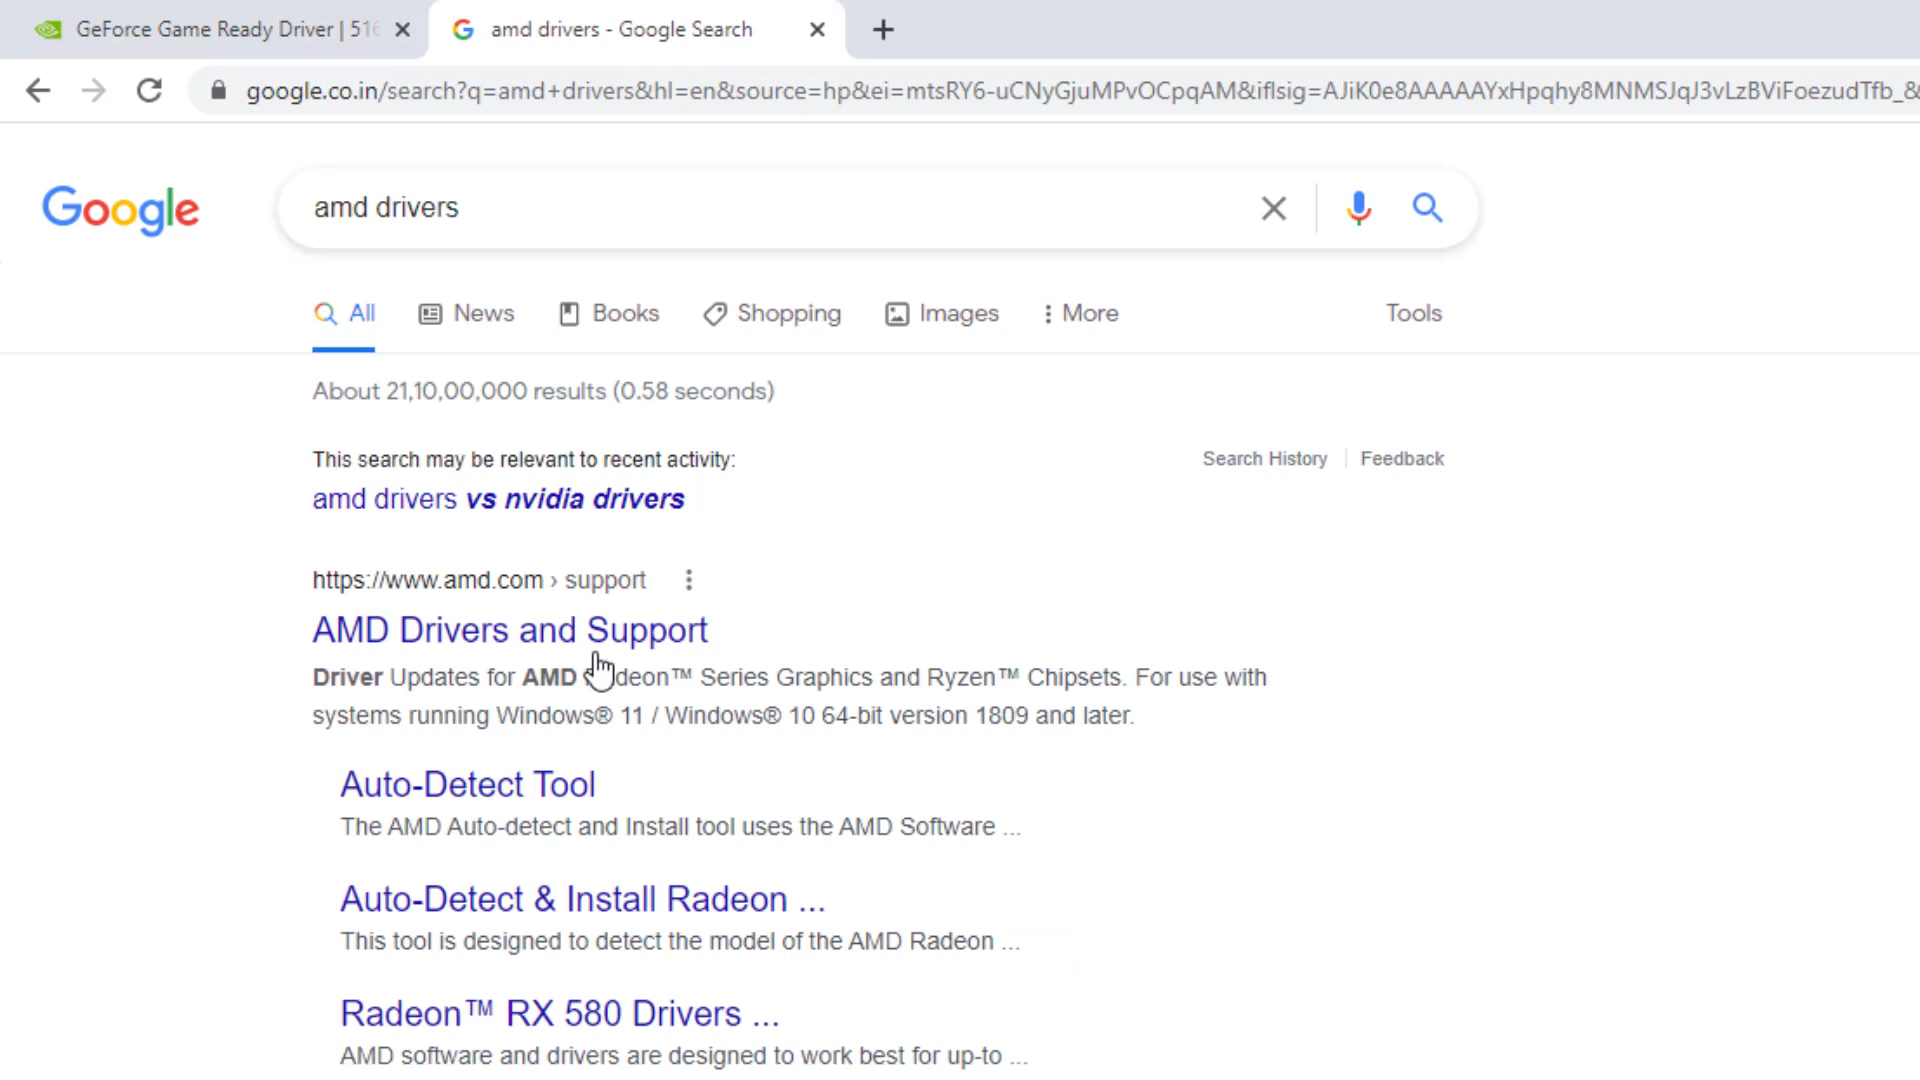 GeForce Game Ready Driver | 516
amd drivers - Google Search
google.co.in/search?q=amd+drivers&hl=en&source=hp&ei=mtsRY6-uCNyGjuMPvOCpqAM&iflsig=AJiK0e8AAAAAYxHpqhy8MNMSJqJ3vLzBViFoezudTfb_&
Google
amd drivers
All News Books Shopping Images More Tools
About 21,10,00,000 results (0.58 seconds)
This search may be relevant to recent activity:
Search History Feedback
amd drivers vs nvidia drivers
https://www.amd.com › support
AMD Drivers and Support
Driver Updates for AMD deon™ Series Graphics and Ryzen™ Chipsets. For use with
systems running Windows® 11 / Windows® 10 64-bit version 1809 and later.
Auto-Detect Tool
The AMD Auto-detect and Install tool uses the AMD Software ...
Auto-Detect & Install Radeon ...
This tool is designed to detect the model of the AMD Radeon ...
Radeon™ RX 580 Drivers ...
AMD software and drivers are designed to work best for up-to ...